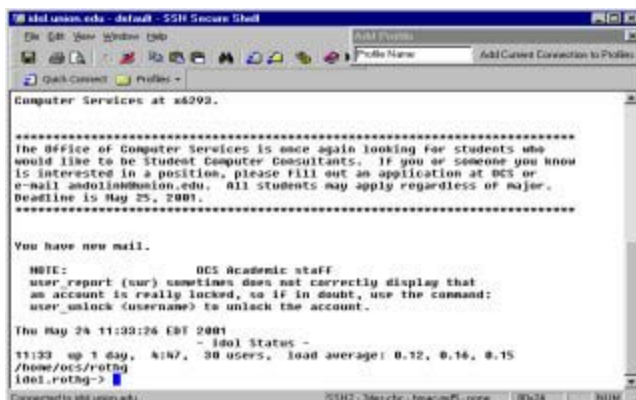 idol.union.edu - default - SSH Secure Shell
File Edit View Window Help
Add Profile
Profile Name Add Current Connection to Profiles
Quick Connect Profiles
Computer Services at x6293.
************************************************************************
The Office of Computer Services is once again looking for students who
would like to be Student Computer Consultants. If you or someone you know
is interested in a position, please fill out an application at OCS or
e-mail andolinm@union.edu. All students may apply regardless of major.
Deadline is May 25, 2001.
************************************************************************
You have new mail.
NOTE: OCS Academic staff
user_report (sur) sometimes does not correctly display that
an account is really locked, so if in doubt, use the command:
user_unlock (username) to unlock the account.
Thu May 24 11:33:26 EDT 2001
- Idol Status -
11:33 up 1 day, 4:47, 30 users, load average: 0.12, 0.16, 0.15
/home/ocs/rothg
idol.rothg->
Connected to idol.union.edu SSH2 - 3des-cbc - hmac-md5 - none 80x24 NUM